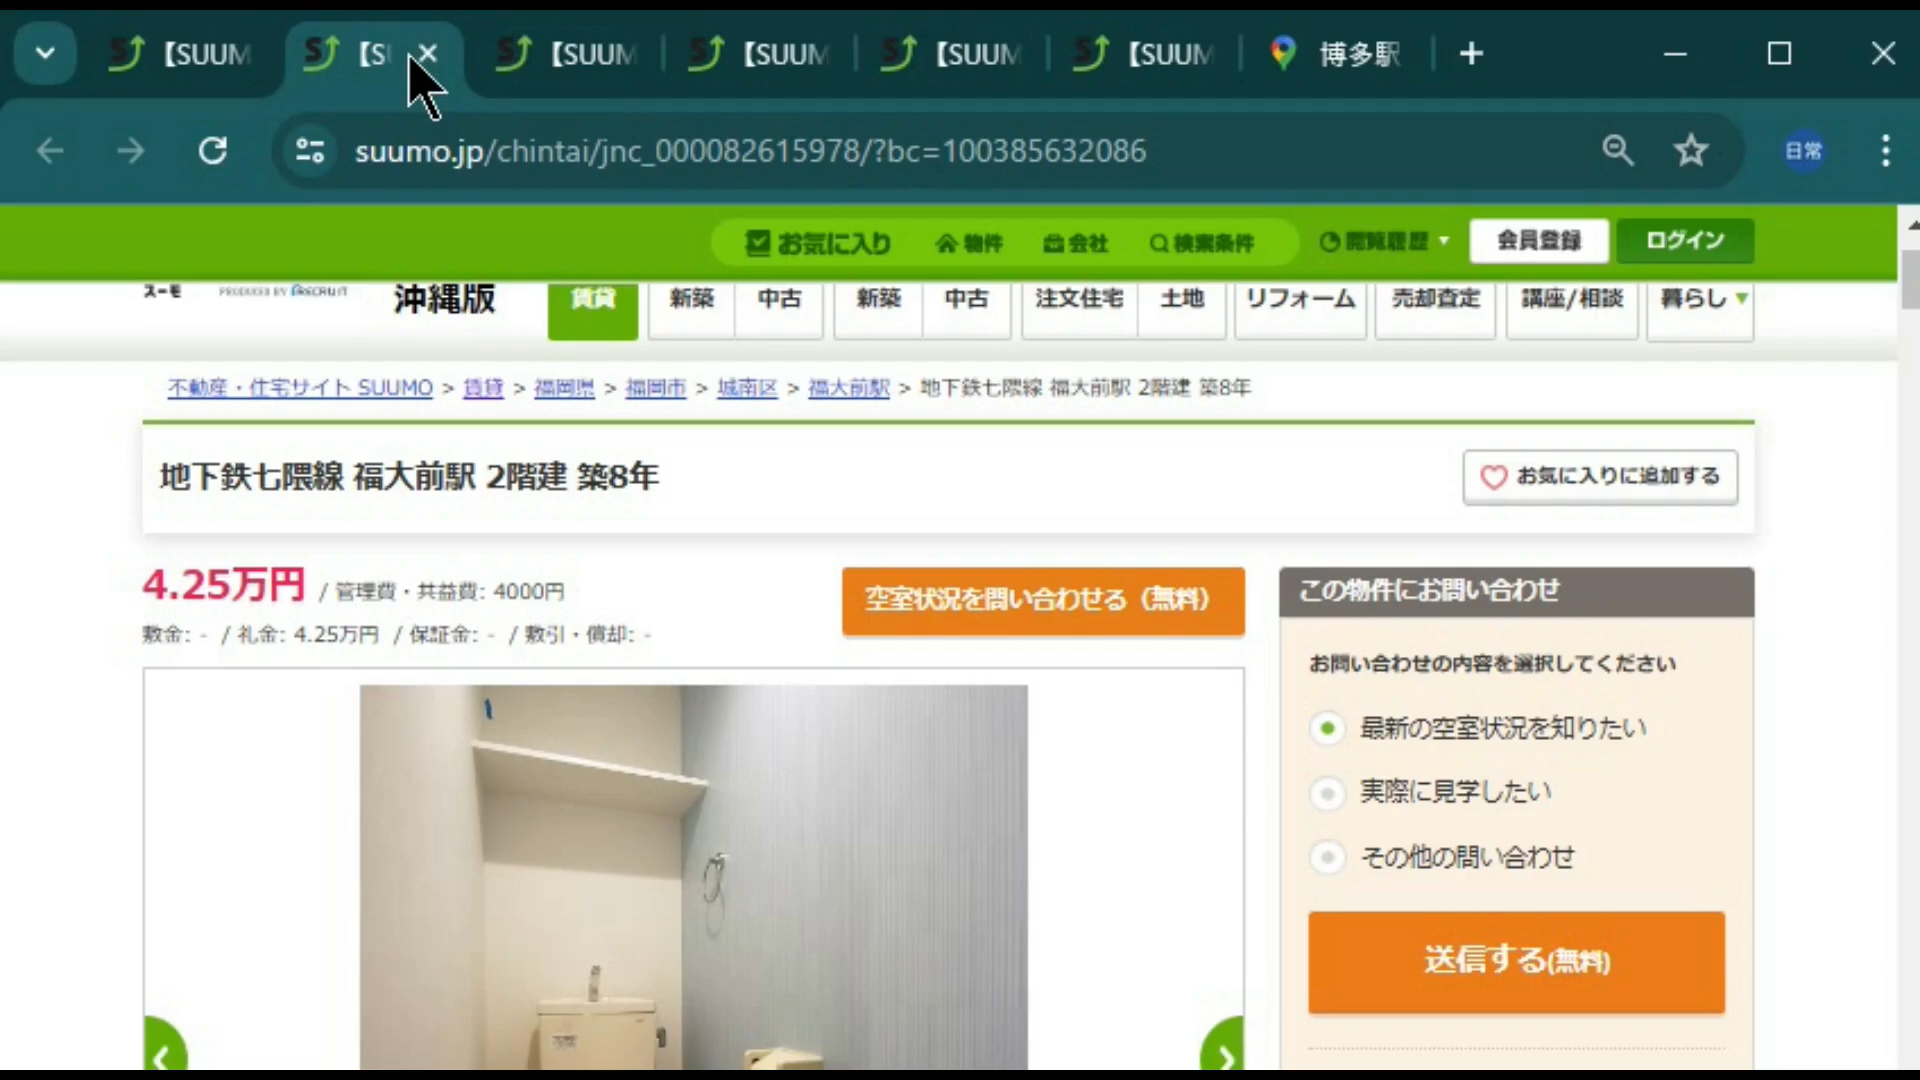 【SUUM 【S 【SUUM 【SUUM 【SUUM 【SUUM 博多駅
suumo.jp/chintai/jnc_000082615978/?bc=100385632086 日常
お気に入り 物件 会社 検索条件 閲覧履歴 会員登録 ログイン
スーモ PRODUCED BY RECRUIT 沖縄版 賃貸 新築 中古 新築 中古 注文住宅 土地 リフォーム 売却査定 講座/相談 暮らし
不動産・住宅サイト SUUMO > 賃貸 > 福岡県 > 福岡市 > 城南区 > 福大前駅 > 地下鉄七隈線 福大前駅 2階建 築8年
地下鉄七隈線 福大前駅 2階建 築8年
お気に入りに追加する
4.25万円 / 管理費・共益費: 4000円
敷金: - / 礼金: 4.25万円 / 保証金: - / 敷引・償却: -
空室状況を問い合わせる（無料）
この物件にお問い合わせ
お問い合わせの内容を選択してください
最新の空室状況を知りたい
実際に見学したい
その他の問い合わせ
送信する(無料)